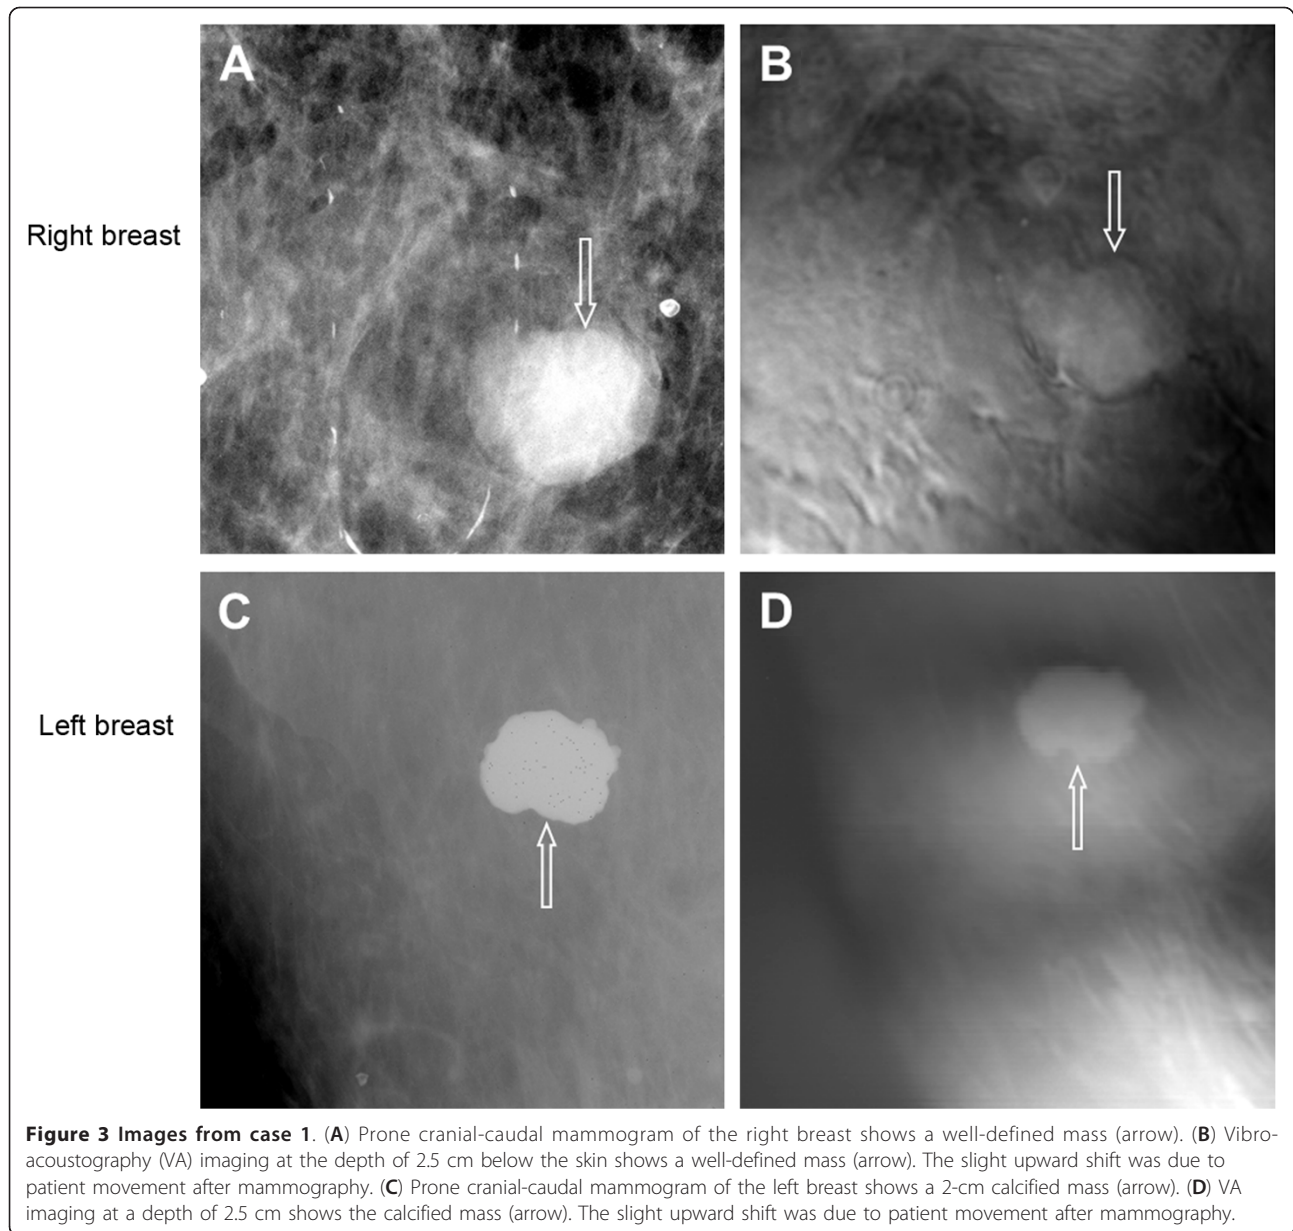 A
B
Right breast
C
D
Left breast
Figure 3 Images from case 1. (A) Prone cranial-caudal mammogram of the right breast shows a well-defined mass (arrow). (B) Vibro-
acoustography (VA) imaging at the depth of 2.5 cm below the skin shows a well-defined mass (arrow). The slight upward shift was due to
patient movement after mammography. (C) Prone cranial-caudal mammogram of the left breast shows a 2-cm calcified mass (arrow). (D) VA
imaging at a depth of 2.5 cm shows the calcified mass (arrow). The slight upward shift was due to patient movement after mammography.